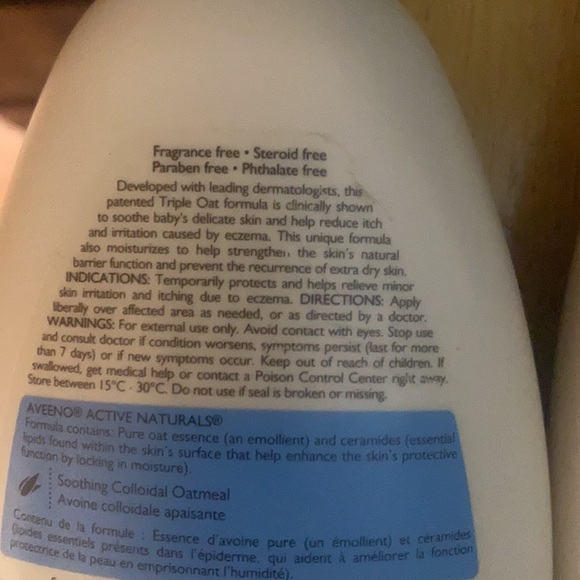 Fragrance free • Steroid free
Paraben free • Phthalate free
Developed with leading dermatologists, this
patented Triple Oat formula is clinically shown
to soothe baby's delicate skin and help reduce itch
and irritation caused by eczema. This unique formula
also moisturizes to help strengthen the skin's natural
barrier function and prevent the recurrence of extra dry skin.
INDICATIONS: Temporarily protects and helps relieve minor
skin irritation and itching due to eczema. DIRECTIONS: Apply
liberally over affected area as needed, or as directed by a doctor.
WARNINGS: For external use only. Avoid contact with eyes. Stop use
and consult doctor if condition worsens, symptoms persist (last for more
than 7 days) or if new symptoms occur. Keep out of reach of children. If
swallowed, get medical help or contact a Poison Control Center right away.
Store between 15°C - 30°C. Do not use if seal is broken or missing.
AVEENO® ACTIVE NATURALS®
Formula contains: Pure oat essence (an emollient) and ceramides (essential
lipids found within the skin's surface that help enhance the skin's protective
function by locking in moisture).
Soothing Colloidal Oatmeal
Avoine colloïdale apaisante
Contenu de la formule : Essence d'avoine pure (un émollient) et céramides
(lipides essentiels présents dans l'épiderme, qui aident à améliorer la fonction
protectrice de la peau en emprisonnant l'humidité).